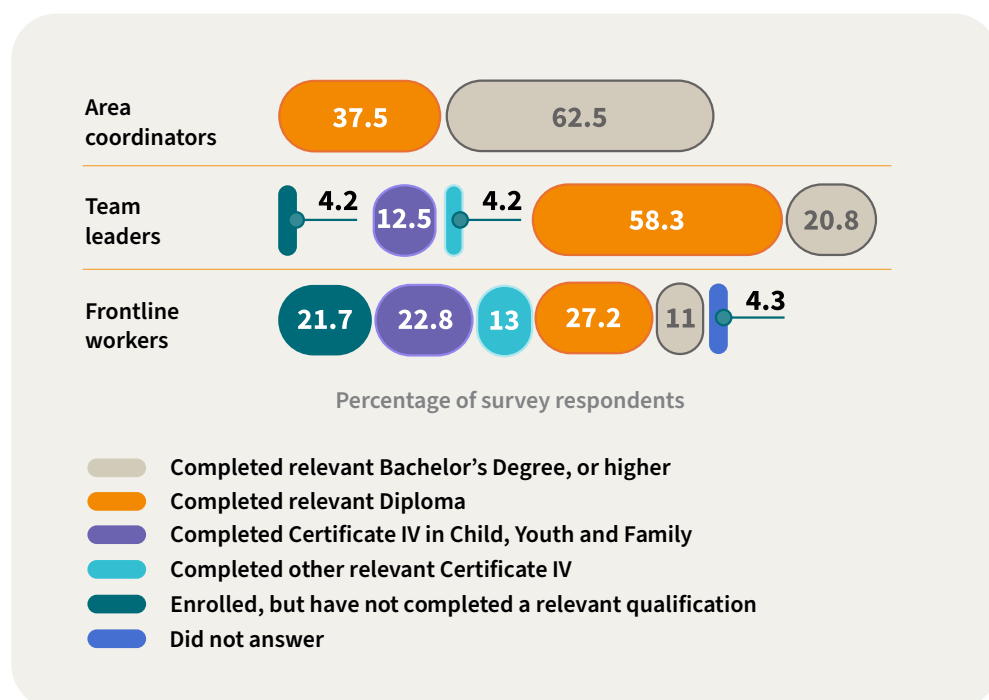 Area
coordinators
37.5
62.5
Team
leaders
4.2
12.5
4.2
58.3
20.8
Frontline
workers
21.7
22.8
13
27.2
11
4.3
Percentage of survey respondents
Completed relevant Bachelor’s Degree, or higher
Completed relevant Diploma
Completed Certificate IV in Child, Youth and Family
Completed other relevant Certificate IV
Enrolled, but have not completed a relevant qualification
Did not answer